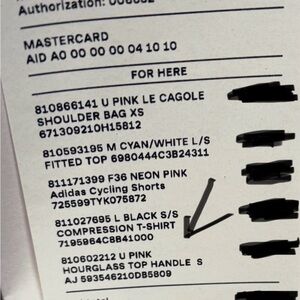 Authorization:
MASTERCARD
AID A0 00 00 00 04 10 10
FOR HERE
810866141 U PINK LE CAGOLE
SHOULDER BAG XS
671309210H15812
810593195 M CYAN/WHITE L/S
FITTED TOP 6980444C3B24311
811171399 F36 NEON PINK
Adidas Cycling Shorts
725599TYK075872
811027695 L BLACK S/S
COMPRESSION T-SHIRT
7195964C8B41000
810602212 U PINK
HOURGLASS TOP HANDLE S
AJ 593546210DB5809